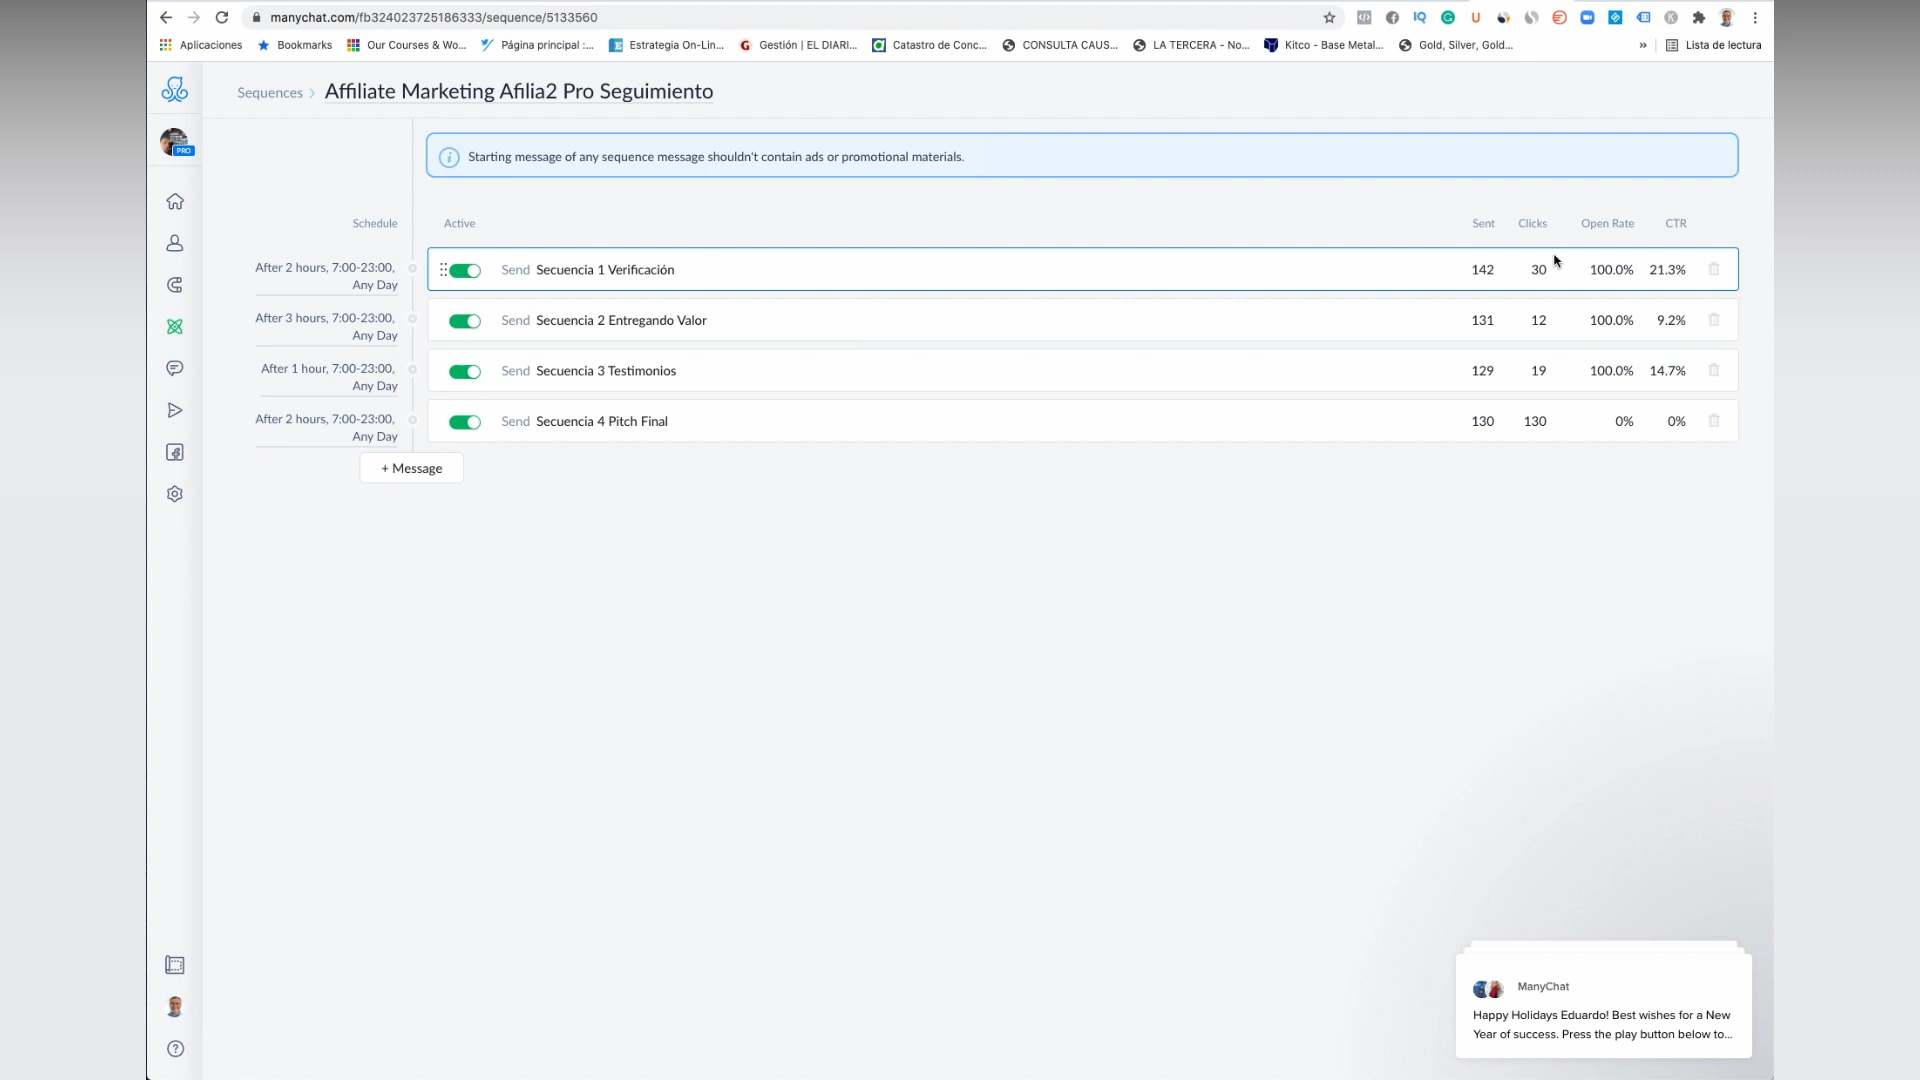 manychat.com/fb324023725186333/sequence/5133560
IQ
U
K
Aplicaciones
Bookmarks
Our Courses & Wo...
Página principal :...
Estrategia On-Lin...
Gestión | EL DIARI...
Catastro de Conc...
CONSULTA CAUS...
LA TERCERA - No...
Kitco - Base Metal...
Gold, Silver, Gold...
»
Lista de lectura
Sequences › Affiliate Marketing Afilia2 Pro Seguimiento
PRO
Starting message of any sequence message shouldn't contain ads or promotional materials.
Schedule Active Sent Clicks Open Rate CTR
After 2 hours, 7:00-23:00,
Any Day
Send Secuencia 1 Verificación 142 30 100.0% 21.3%
After 3 hours, 7:00-23:00,
Any Day
Send Secuencia 2 Entregando Valor 131 12 100.0% 9.2%
After 1 hour, 7:00-23:00,
Any Day
Send Secuencia 3 Testimonios 129 19 100.0% 14.7%
After 2 hours, 7:00-23:00,
Any Day
Send Secuencia 4 Pitch Final 130 130 0% 0%
+ Message
ManyChat
Happy Holidays Eduardo! Best wishes for a New
Year of success. Press the play button below to...